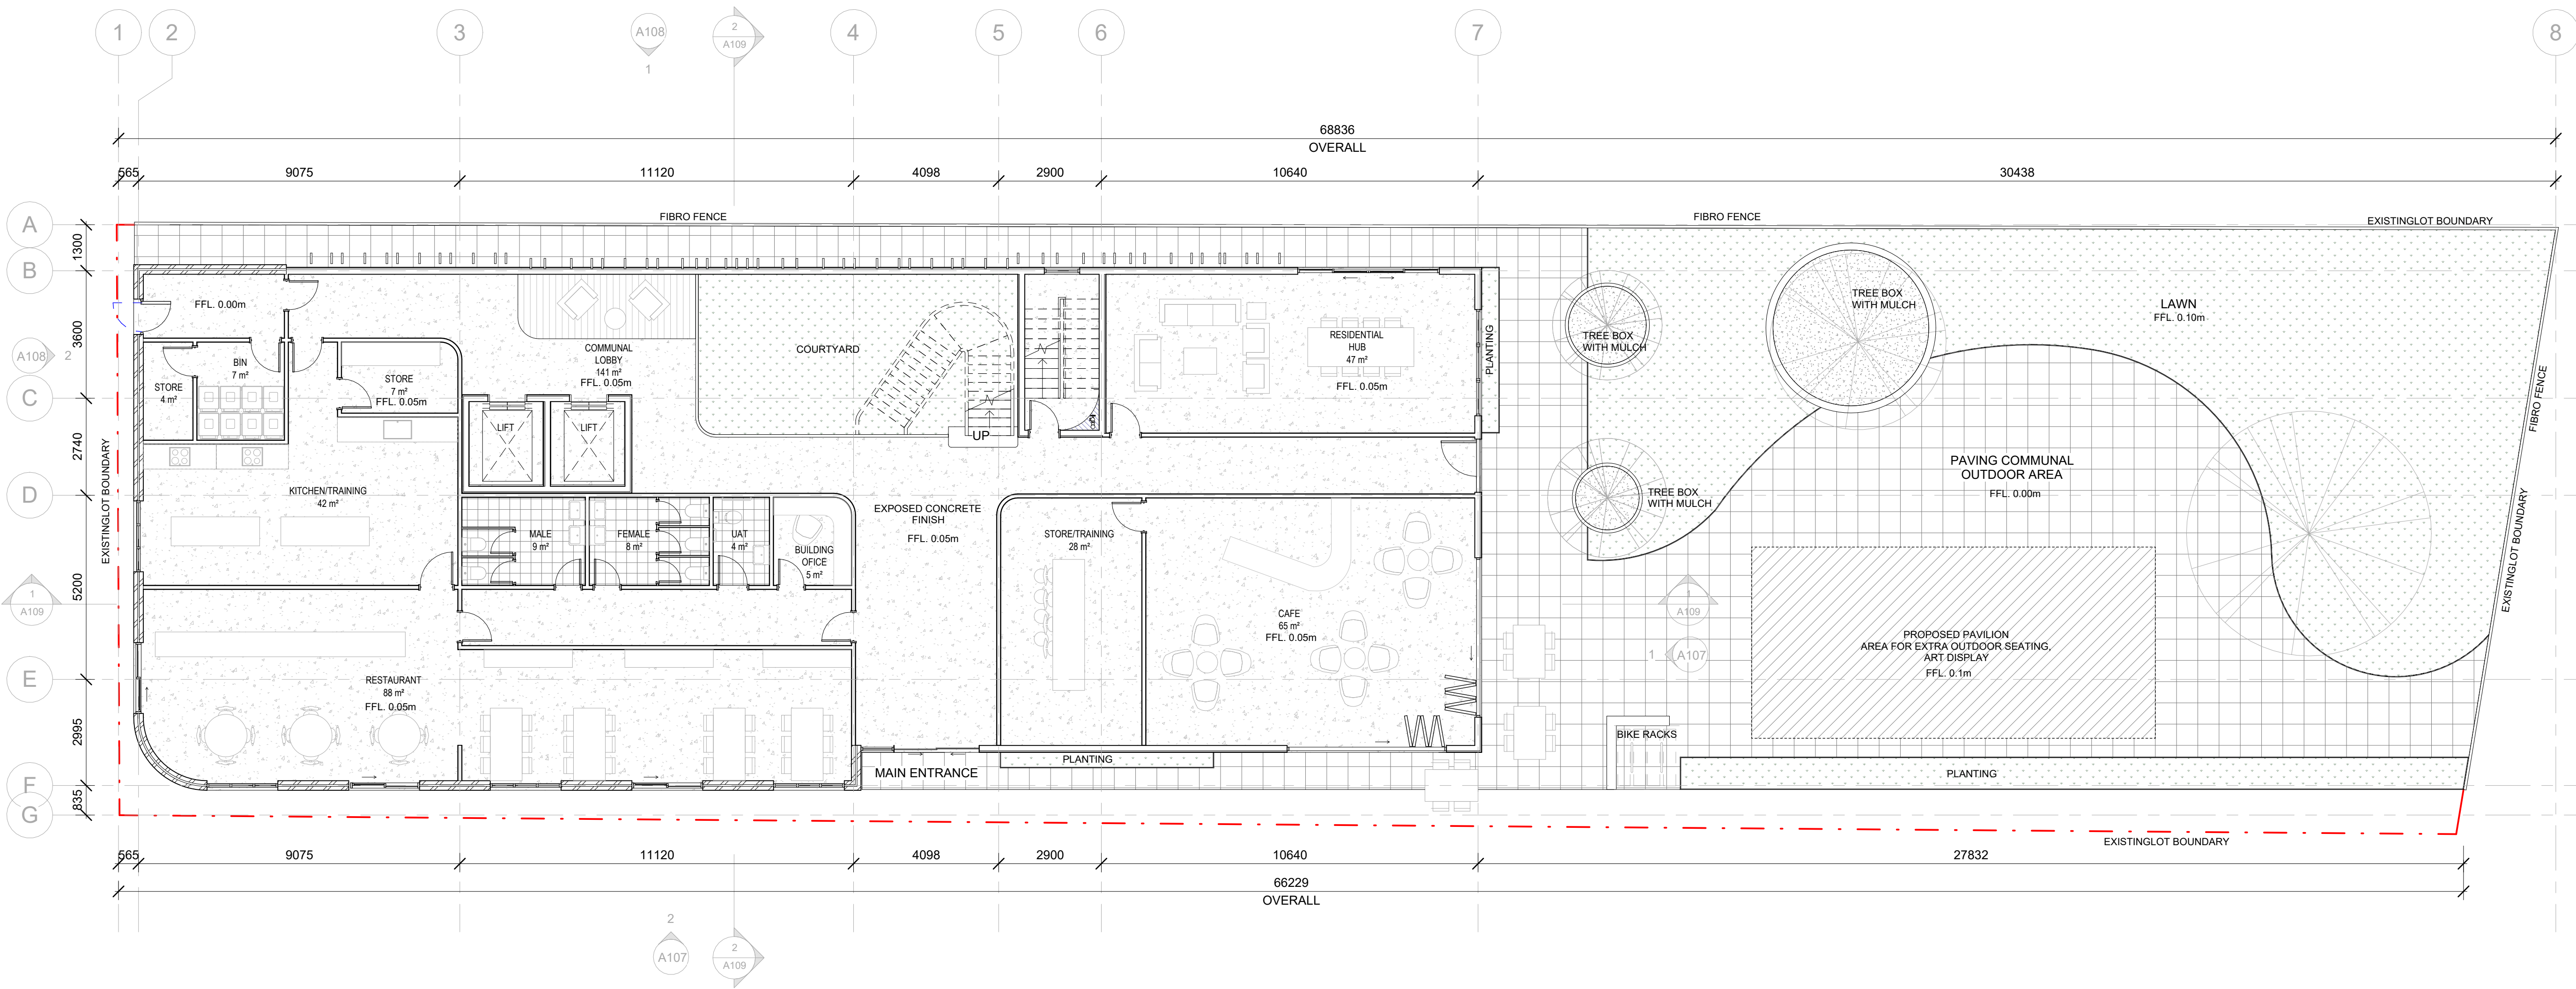 1
2
3
A108
1
2
A109
4
5
6
7
8
68836
OVERALL
565
9075
11120
4098
2900
10640
30438
A
B
C
D
E
F
G
1300
3600
2740
5200
2995
835
A108
2
1
A109
FIBRO FENCE
FIBRO FENCE
EXISTINGLOT BOUNDARY
EXISTINGLOT BOUNDARY
FFL. 0.00m
STORE
4 m²
BIN
7 m²
STORE
7 m²
FFL. 0.05m
COMMUNAL
LOBBY
141 m²
FFL. 0.05m
COURTYARD
UP
LIFT
LIFT
RESIDENTIAL
HUB
47 m²
FFL. 0.05m
PLANTING
KITCHEN/TRAINING
42 m²
MALE
9 m²
FEMALE
8 m²
UAT
4 m²
BUILDING
OFICE
5 m²
EXPOSED CONCRETE
FINISH
FFL. 0.05m
STORE/TRAINING
28 m²
CAFE
65 m²
FFL. 0.05m
RESTAURANT
88 m²
FFL. 0.05m
MAIN ENTRANCE
PLANTING
TREE BOX
WITH MULCH
TREE BOX
WITH MULCH
TREE BOX
WITH MULCH
LAWN
FFL. 0.10m
PAVING COMMUNAL
OUTDOOR AREA
FFL. 0.00m
FIBRO FENCE
EXISTINGLOT BOUNDARY
1
A109
1
A107
PROPOSED PAVILION
AREA FOR EXTRA OUTDOOR SEATING,
ART DISPLAY
FFL. 0.1m
BIKE RACKS
PLANTING
EXISTINGLOT BOUNDARY
565
9075
11120
4098
2900
10640
27832
66229
OVERALL
2
A107
2
A109